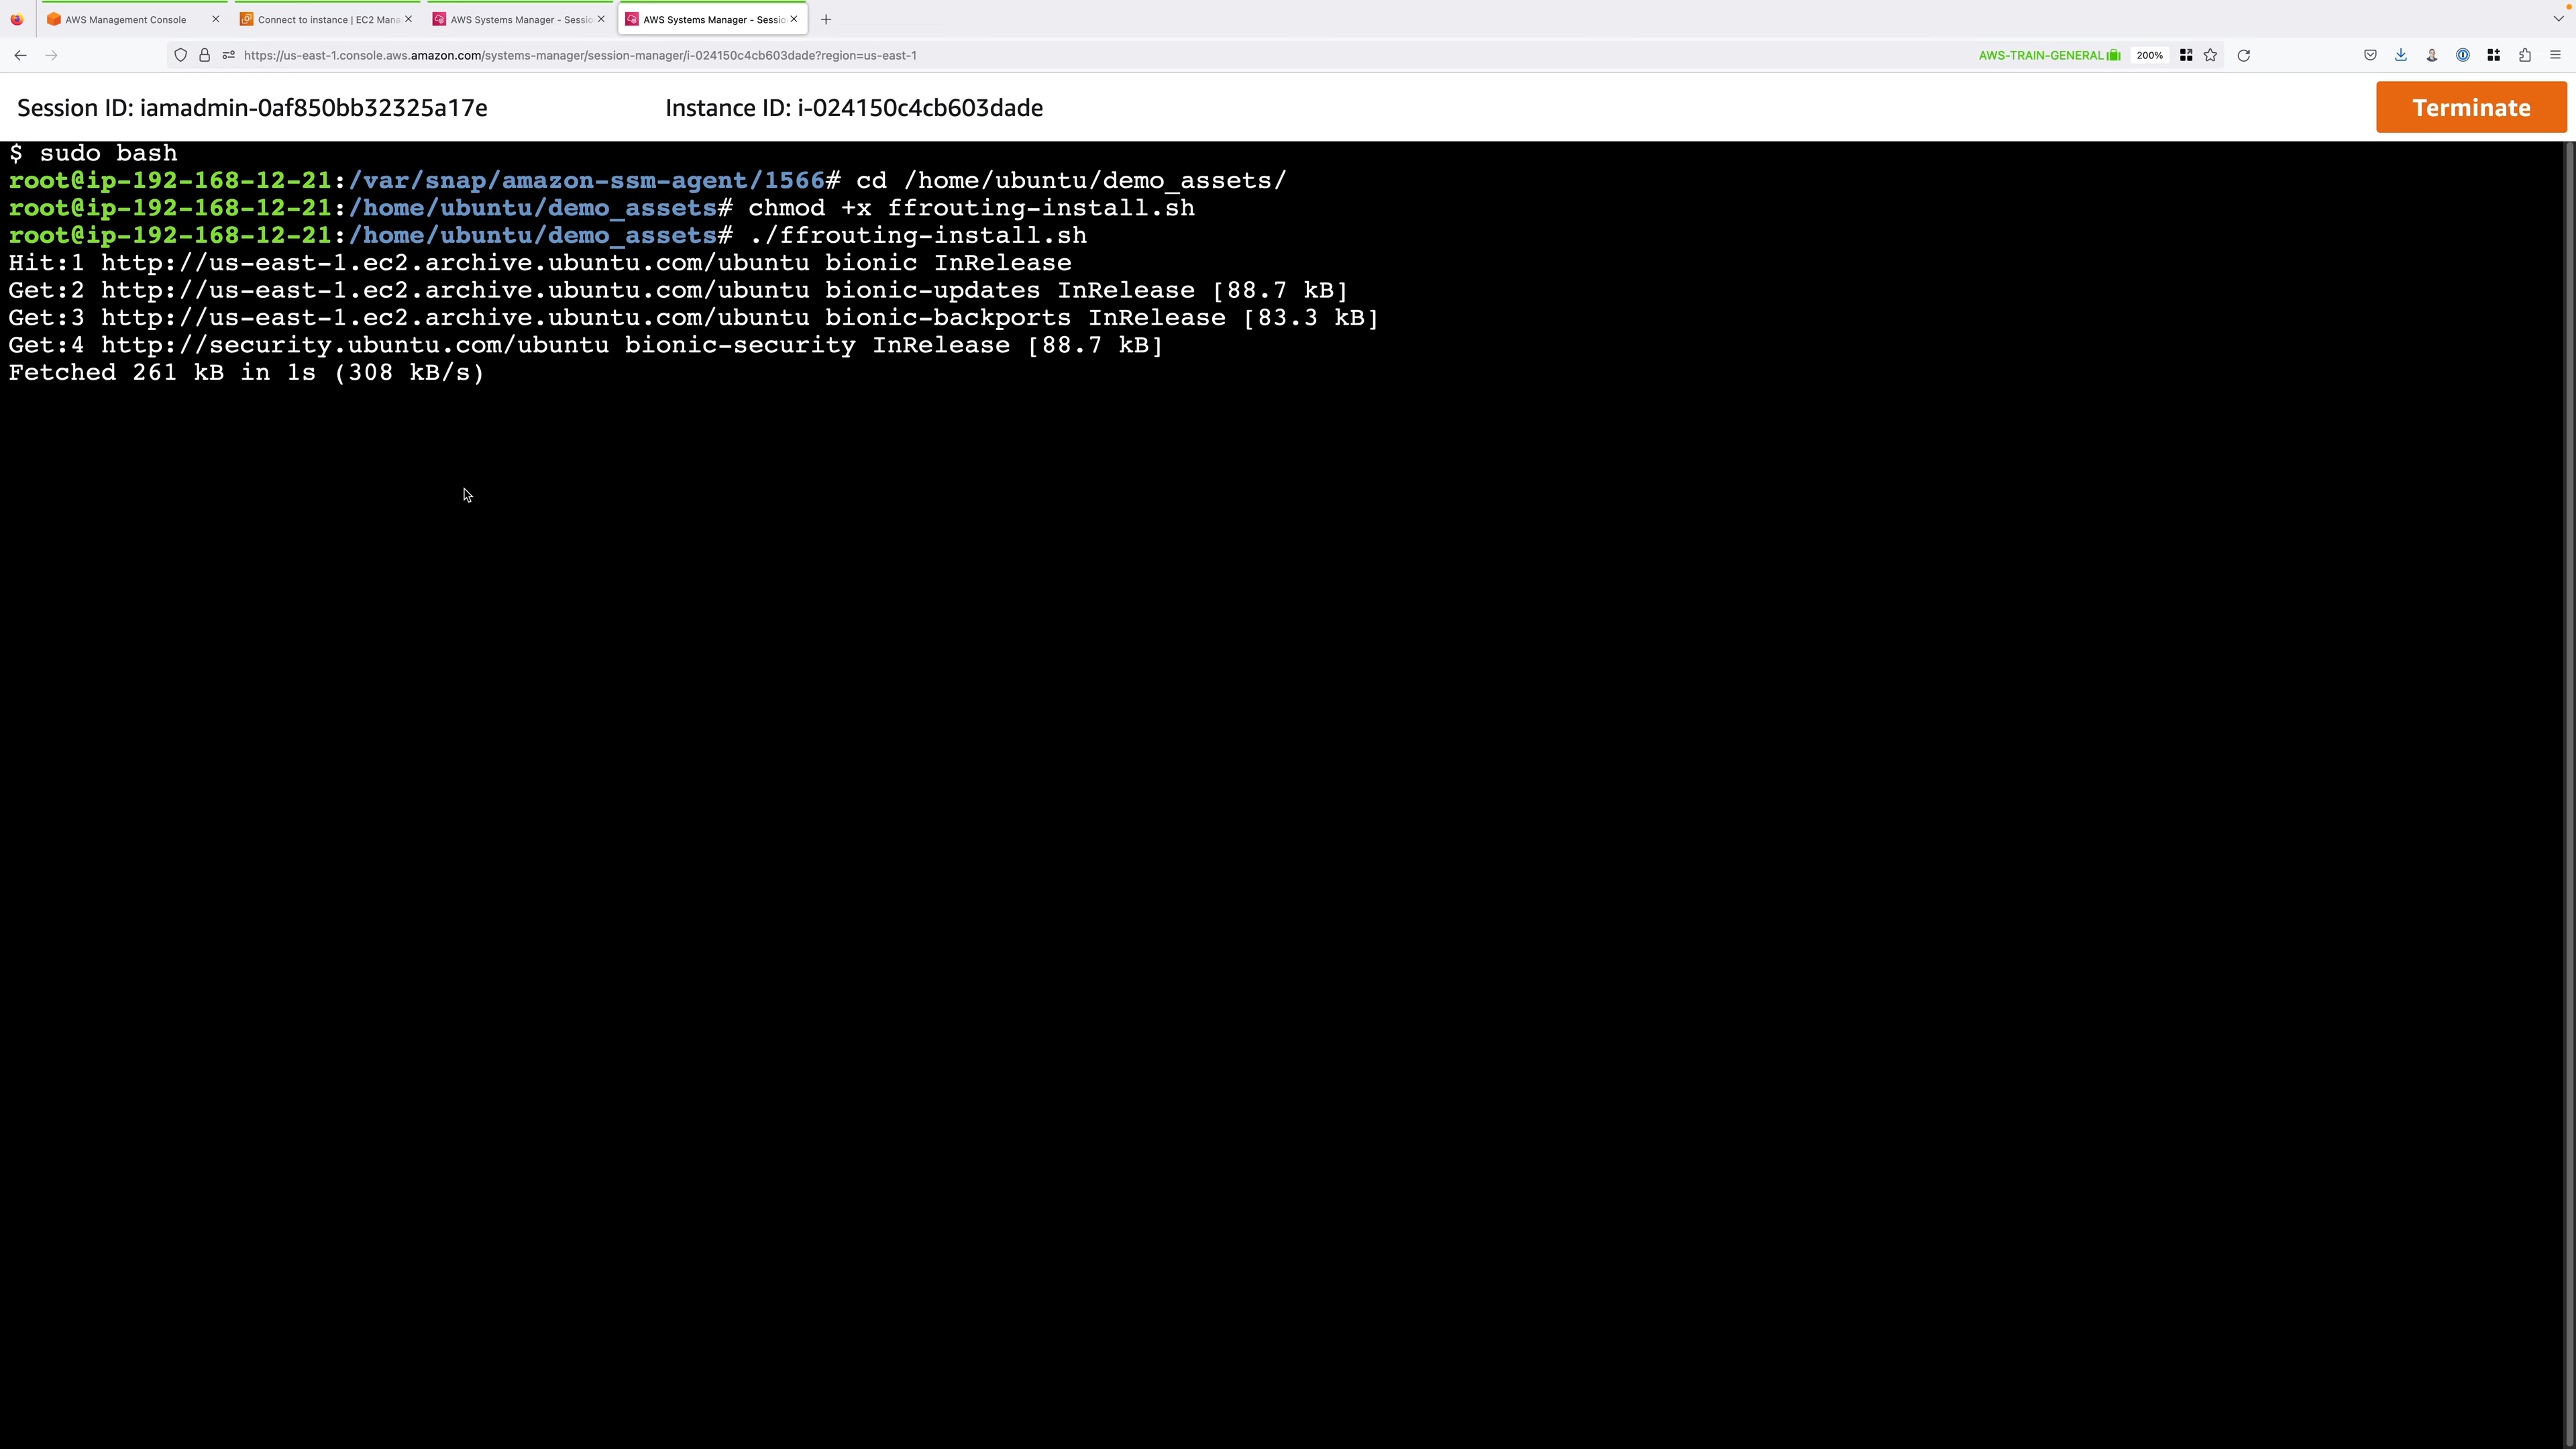 AWS Management Console
Connect to instance | EC2 Mana
AWS Systems Manager - Sessio
AWS Systems Manager - Sessio
https://us-east-1.console.aws.amazon.com/systems-manager/session-manager/i-024150c4cb603dade?region=us-east-1
AWS-TRAIN-GENERAL
200%
Session ID: iamadmin-0af850bb32325a17e
Instance ID: i-024150c4cb603dade
Terminate
$ sudo bash
root@ip-192-168-12-21:/var/snap/amazon-ssm-agent/1566# cd /home/ubuntu/demo_assets/
root@ip-192-168-12-21:/home/ubuntu/demo_assets# chmod +x ffrouting-install.sh
root@ip-192-168-12-21:/home/ubuntu/demo_assets# ./ffrouting-install.sh
Hit:1 http://us-east-1.ec2.archive.ubuntu.com/ubuntu bionic InRelease
Get:2 http://us-east-1.ec2.archive.ubuntu.com/ubuntu bionic-updates InRelease [88.7 kB]
Get:3 http://us-east-1.ec2.archive.ubuntu.com/ubuntu bionic-backports InRelease [83.3 kB]
Get:4 http://security.ubuntu.com/ubuntu bionic-security InRelease [88.7 kB]
Fetched 261 kB in 1s (308 kB/s)